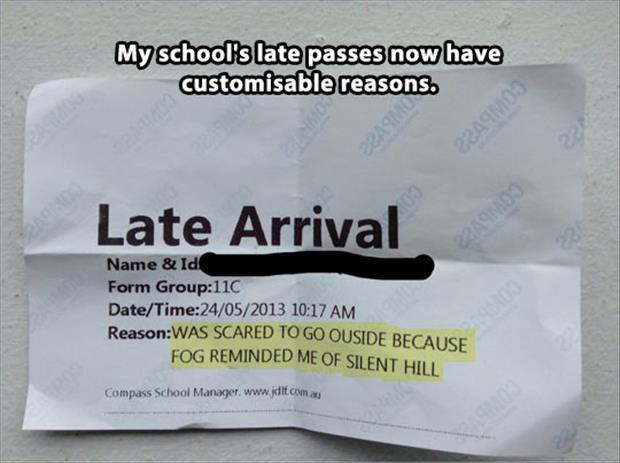 My school's late passes now have
customisable reasons.
Late Arrival
Name & Id
Form Group:11C
Date/Time:24/05/2013 10:17 AM
Reason:WAS SCARED TO GO OUSIDE BECAUSE
FOG REMINDED ME OF SILENT HILL
Compass School Manager. www.jdlf.com.au
COMPASS